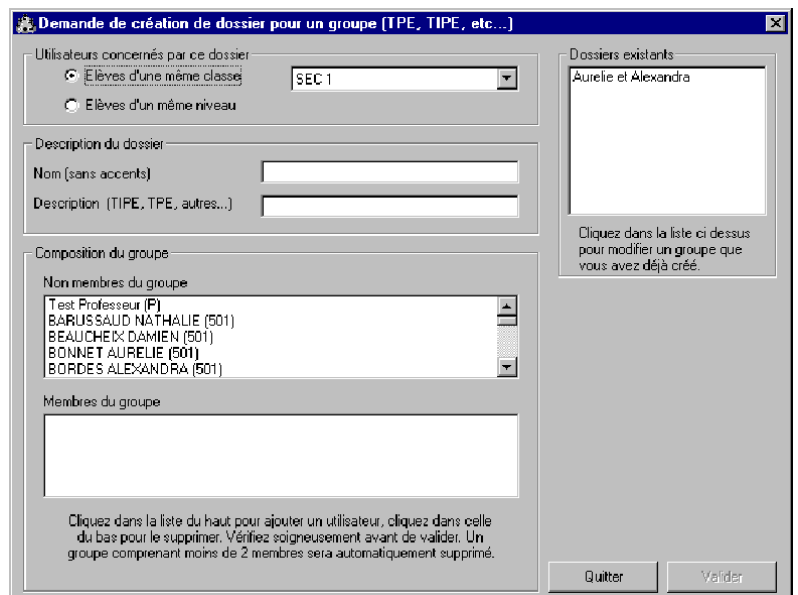 Demande de création de dossier pour un groupe (TPE, TIPE, etc...)
Utilisateurs concernés par ce dossier
Elèves d'une même classe
SEC 1
Elèves d'un même niveau
Description du dossier
Nom (sans accents)
Description (TIPE, TPE, autres...)
Composition du groupe
Non membres du groupe
Test Professeur (P)
BARUSSAUD NATHALIE (501)
BEAUCHEIX DAMIEN (501)
BONNET AURELIE (501)
BORDES ALEXANDRA (501)
Membres du groupe
Cliquez dans la liste du haut pour ajouter un utilisateur, cliquez dans celle
du bas pour le supprimer. Vérifiez soigneusement avant de valider. Un
groupe comprenant moins de 2 membres sera automatiquement supprimé.
Dossiers existants
Aurelie et Alexandra
Cliquez dans la liste ci dessus
pour modifier un groupe que
vous avez déjà créé.
Quitter
Valider